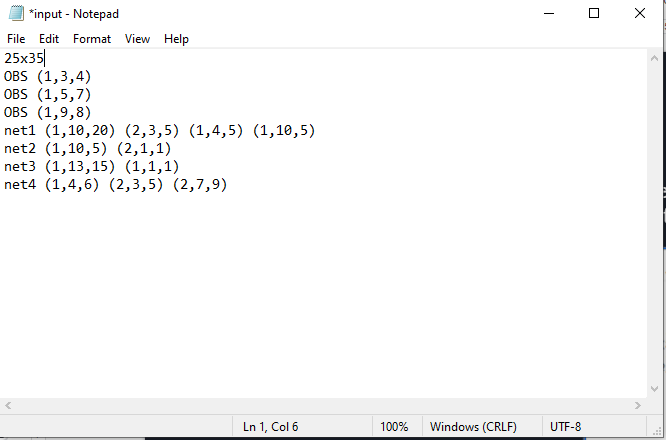 *input - Notepad
File Edit Format View Help
25x35
OBS (1,3,4)
OBS (1,5,7)
OBS (1,9,8)
net1 (1,10,20) (2,3,5) (1,4,5) (1,10,5)
net2 (1,10,5) (2,1,1)
net3 (1,13,15) (1,1,1)
net4 (1,4,6) (2,3,5) (2,7,9)
Ln 1, Col 6 100% Windows (CRLF) UTF-8